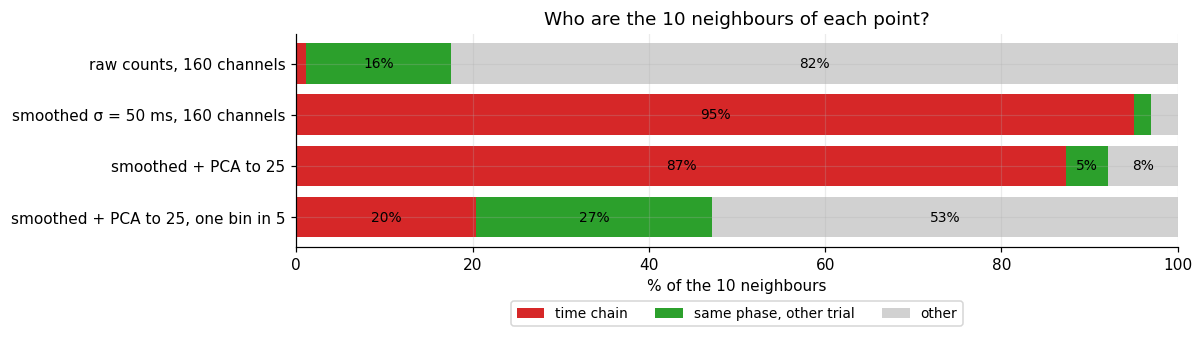 Who are the 10 neighbours of each point?
raw counts, 160 channels
16%
82%
smoothed σ = 50 ms, 160 channels
95%
smoothed + PCA to 25
87%
5%
8%
smoothed + PCA to 25, one bin in 5
20%
27%
53%
0
20
40
60
80
100
% of the 10 neighbours
time chain
same phase, other trial
other